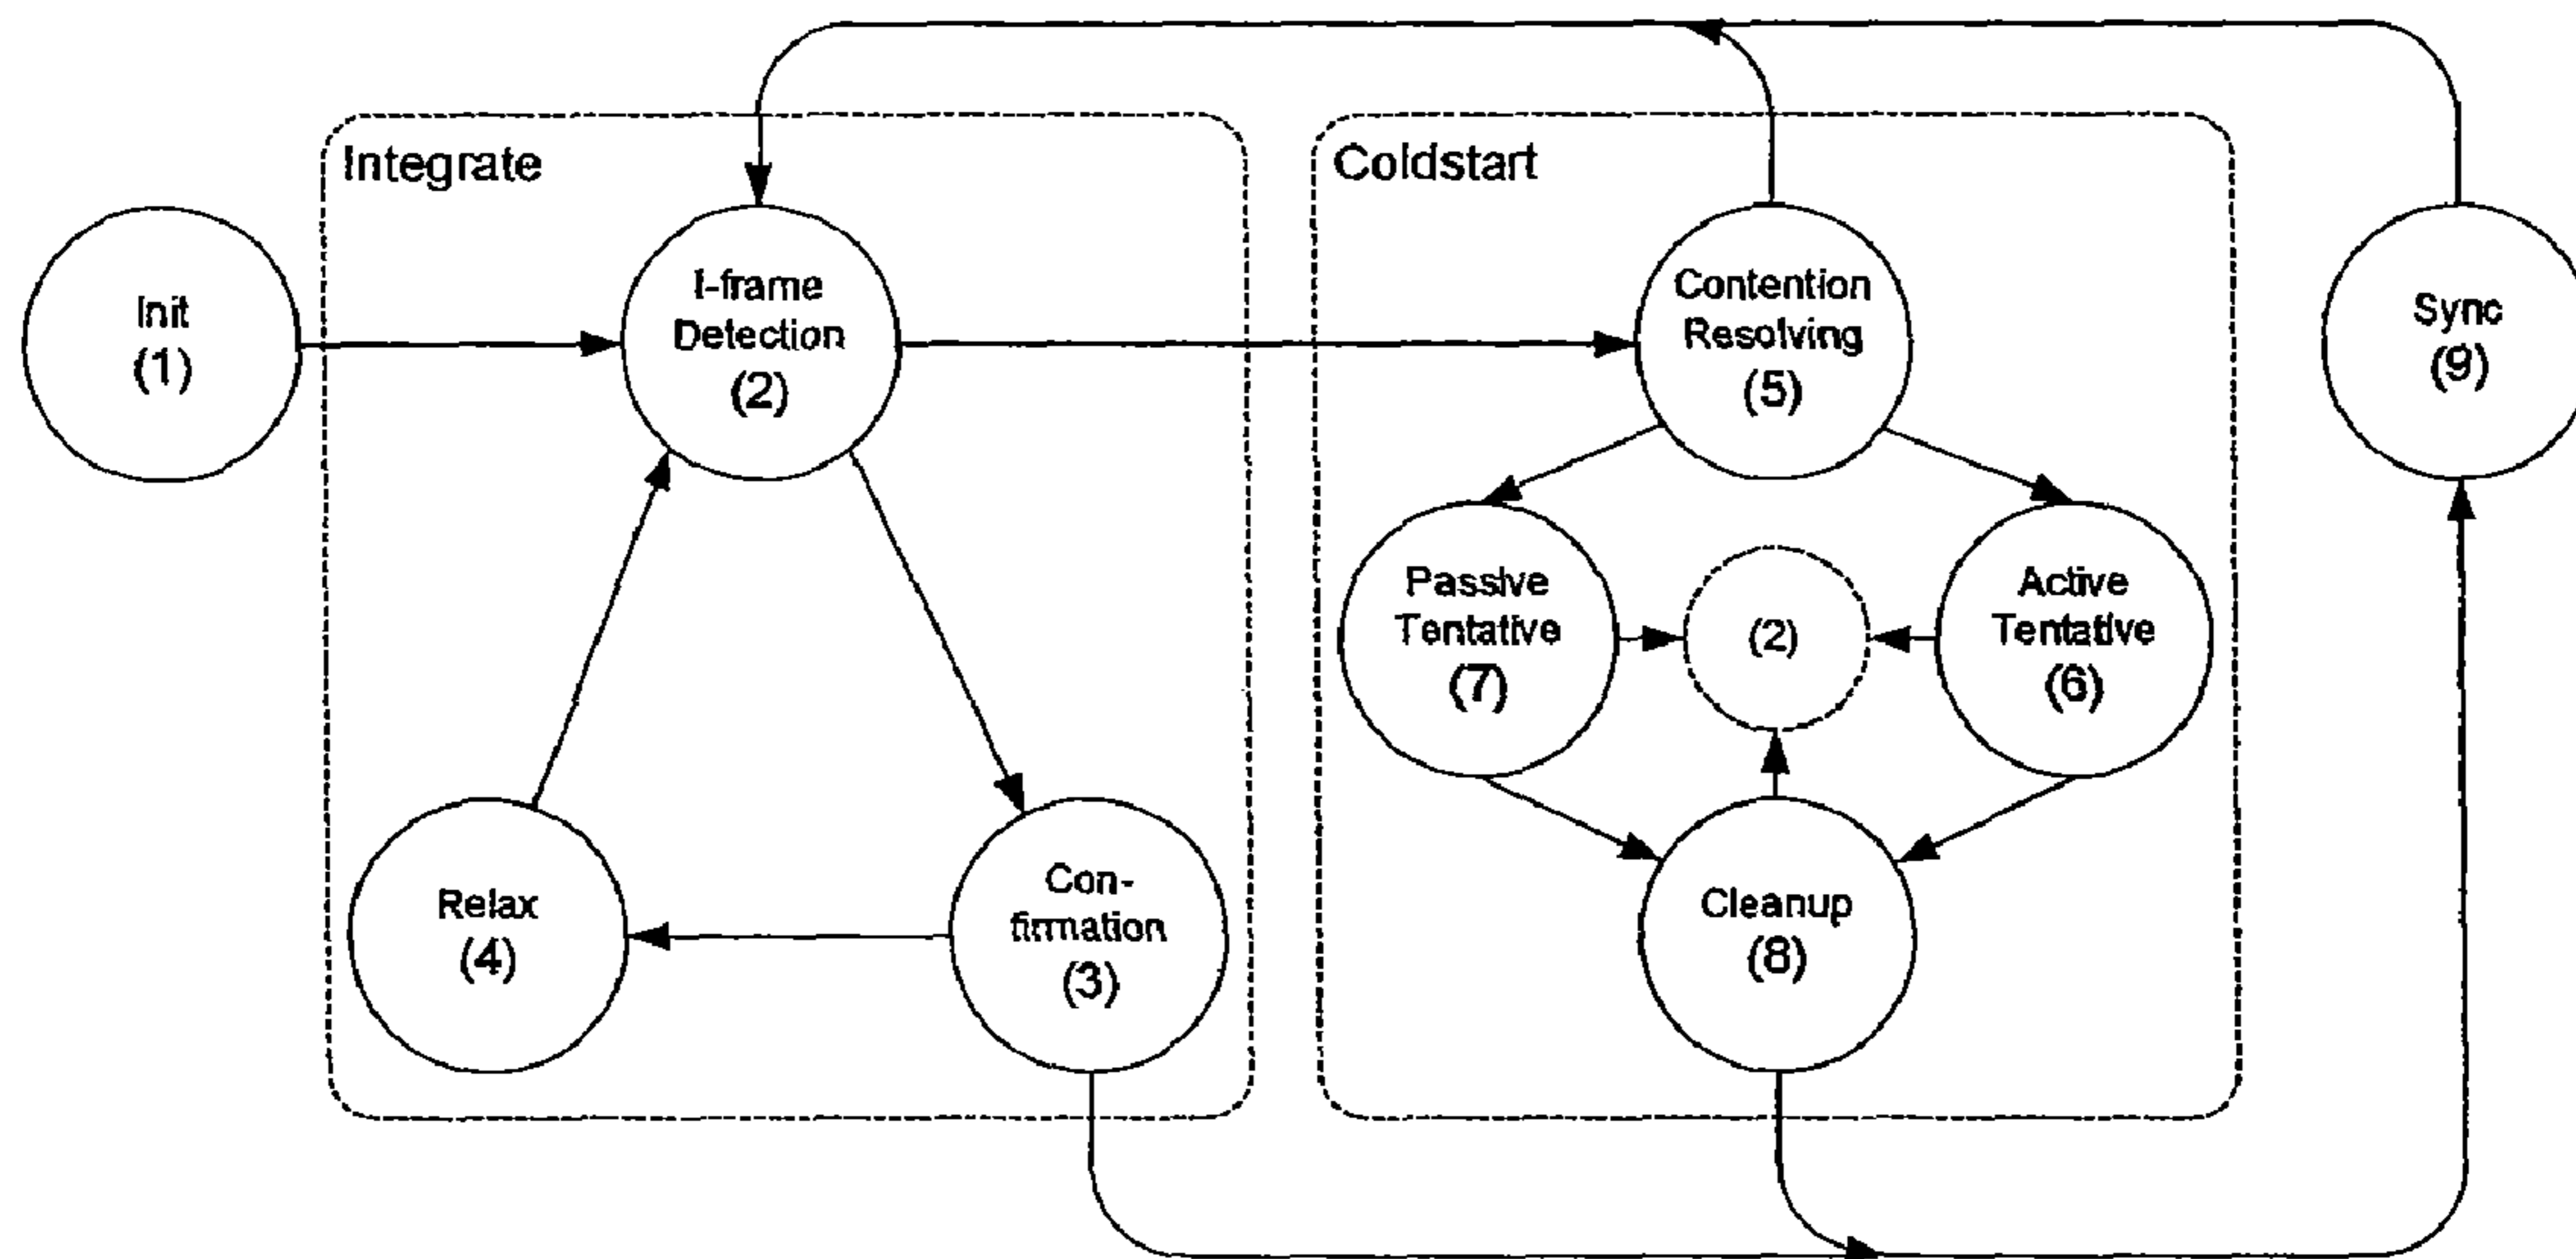 Integrate
Coldstart
Init
(1)
I-frame
Detection
(2)
Contention
Resolving
(5)
Sync
(9)
Passive
Tentative
(7)
(2)
Active
Tentative
(6)
Relax
(4)
Con-
firmation
(3)
Cleanup
(8)